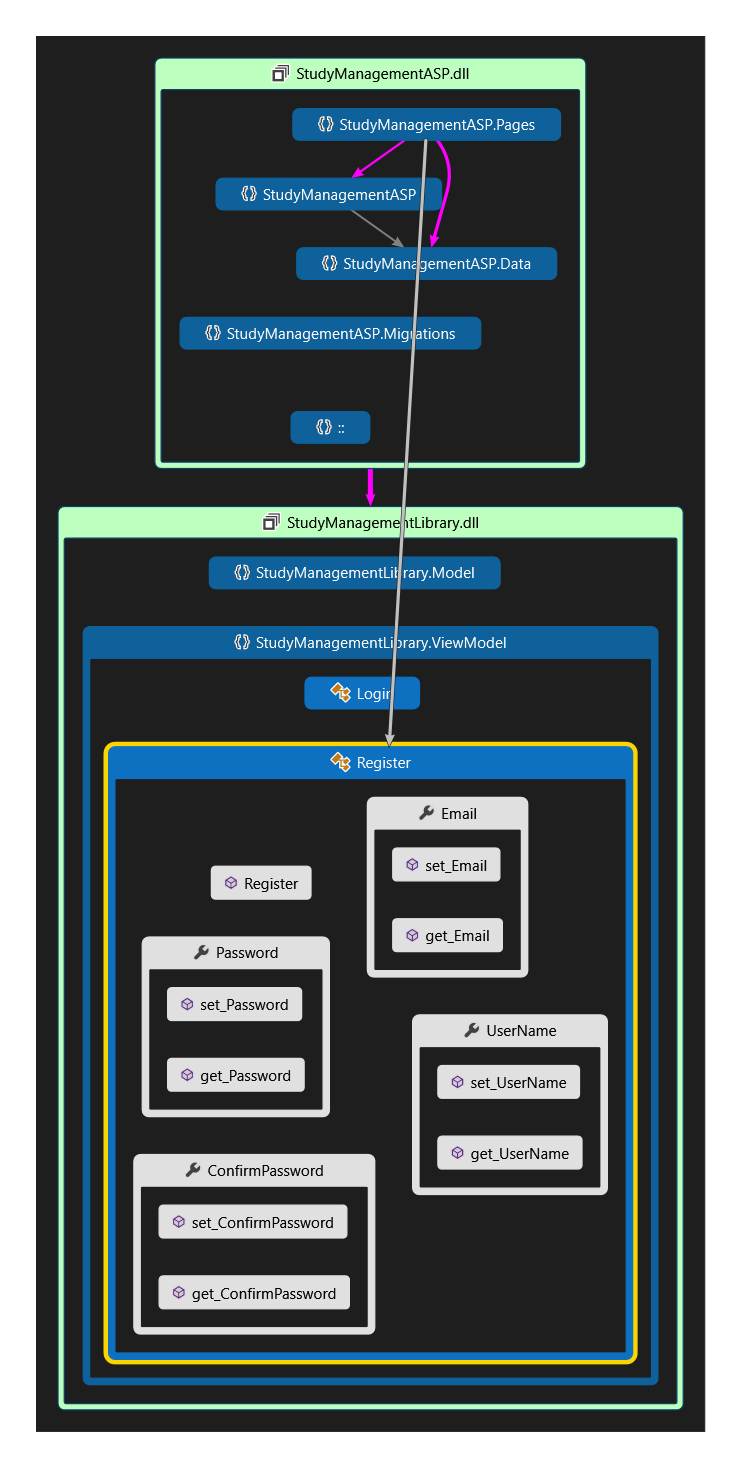 StudyManagementASP.dll
StudyManagementASP.Pages
StudyManagementASP
StudyManagementASP.Data
StudyManagementASP.Migrations
::
StudyManagementLibrary.dll
StudyManagementLibrary.Model
StudyManagementLibrary.ViewModel
Login
Register
Email
set_Email
Register
get_Email
Password
set_Password
UserName
get_Password
set_UserName
get_UserName
ConfirmPassword
set_ConfirmPassword
get_ConfirmPassword